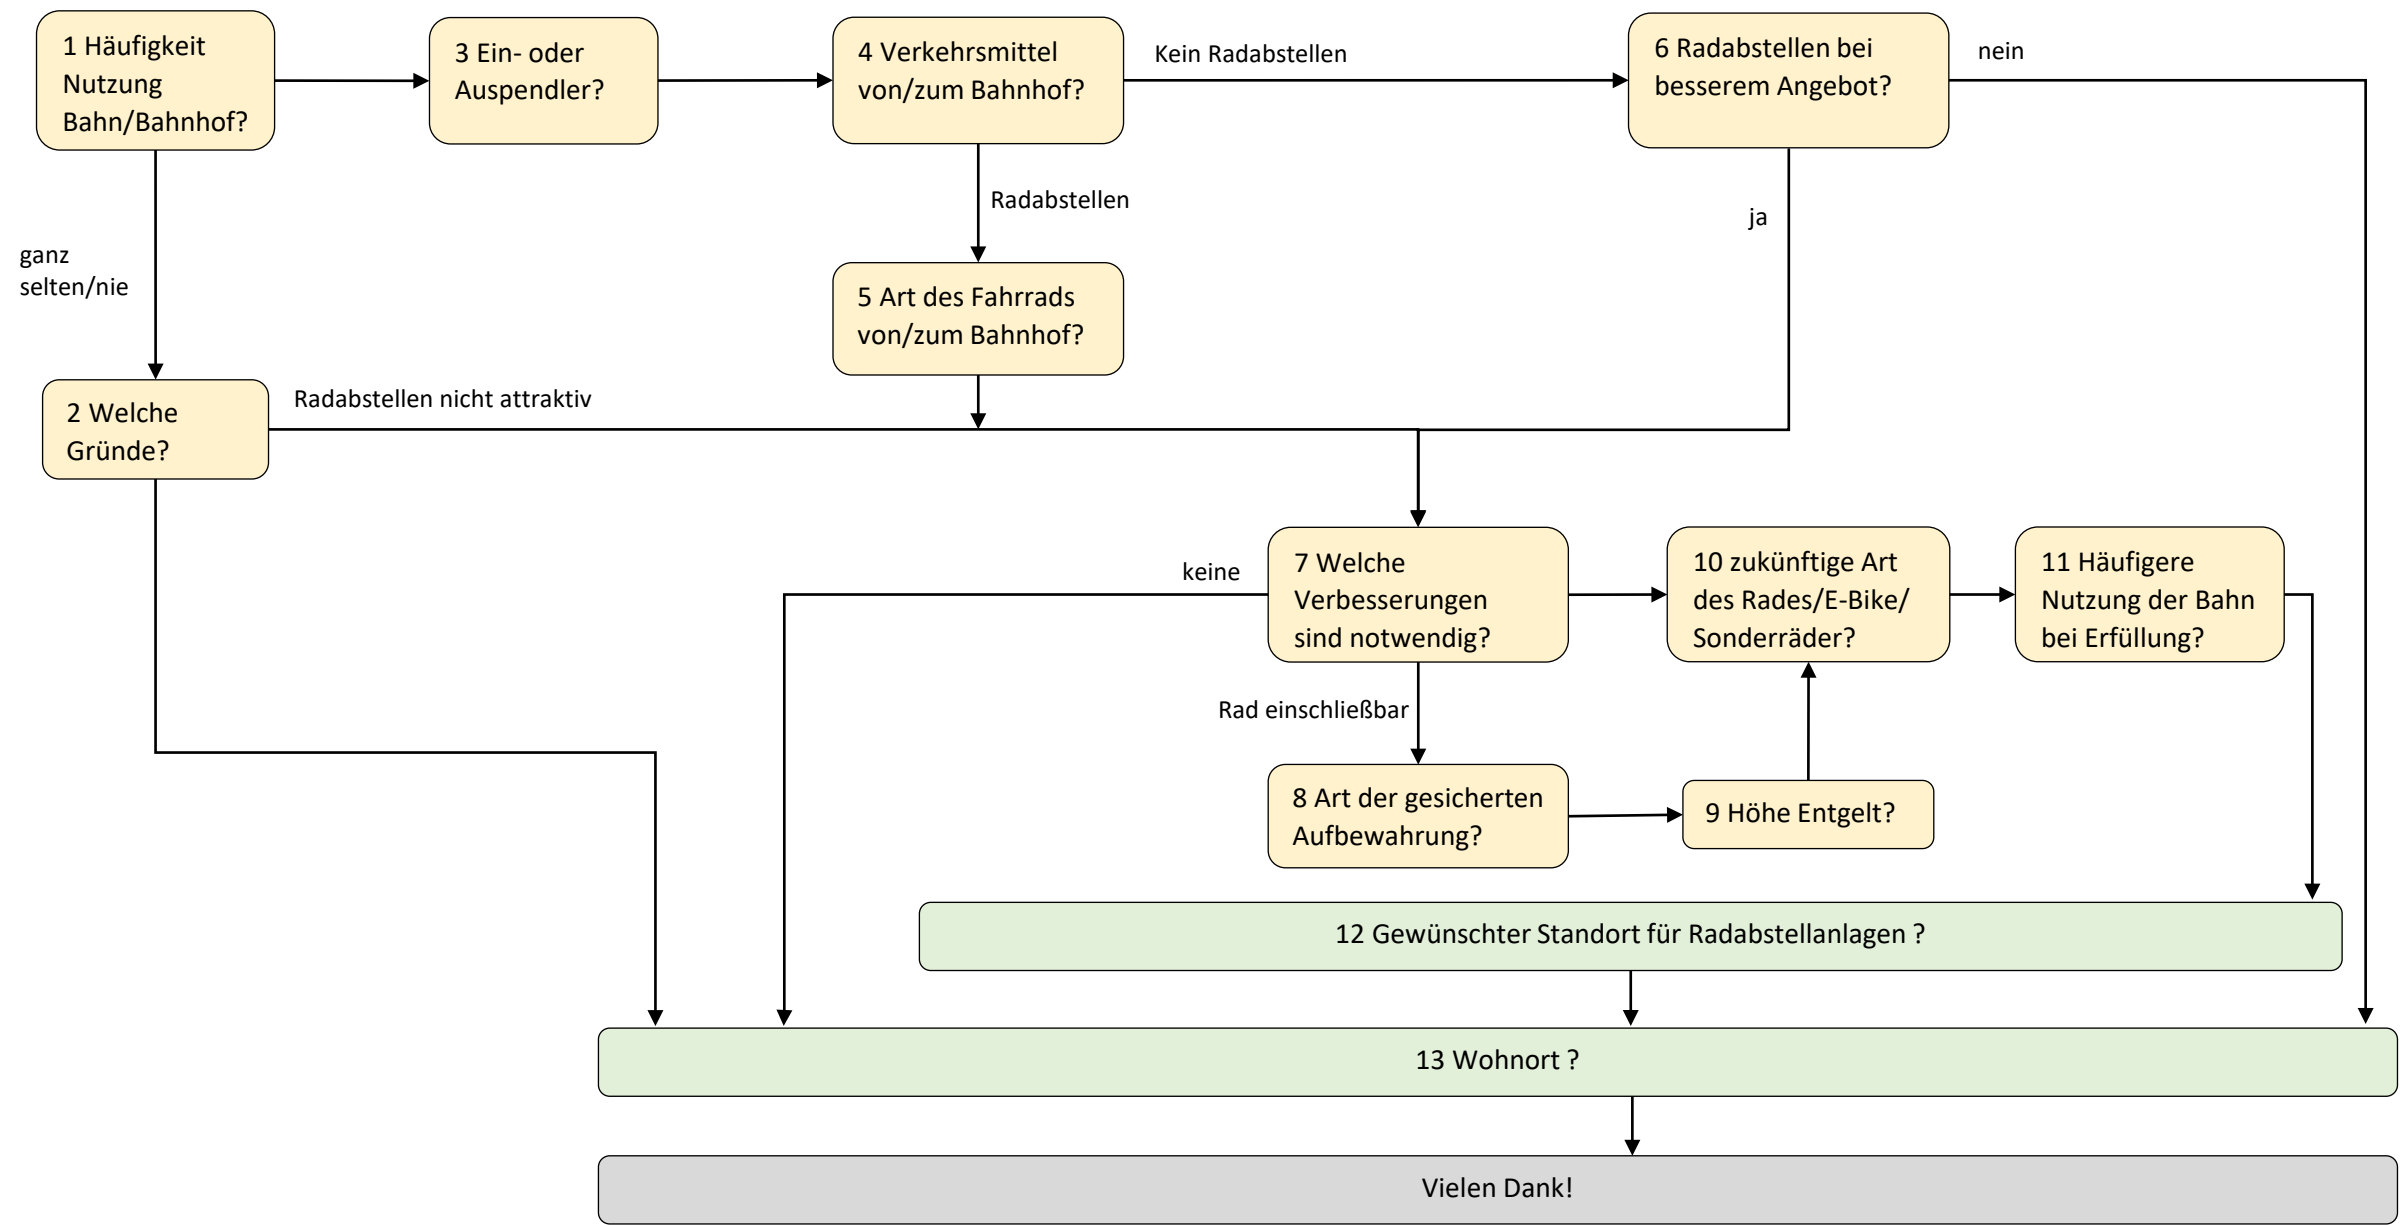 1 Häufigkeit
Nutzung
Bahn/Bahnhof?
3 Ein- oder
Auspendler?
4 Verkehrsmittel
von/zum Bahnhof?
Kein Radabstellen
6 Radabstellen bei
besserem Angebot?
nein
Radabstellen
ja
ganz
selten/nie
5 Art des Fahrrads
von/zum Bahnhof?
2 Welche
Gründe?
Radabstellen nicht attraktiv
keine
7 Welche
Verbesserungen
sind notwendig?
10 zukünftige Art
des Rades/E-Bike/
Sonderräder?
11 Häufigere
Nutzung der Bahn
bei Erfüllung?
Rad einschließbar
8 Art der gesicherten
Aufbewahrung?
9 Höhe Entgelt?
12 Gewünschter Standort für Radabstellanlagen ?
13 Wohnort ?
Vielen Dank!